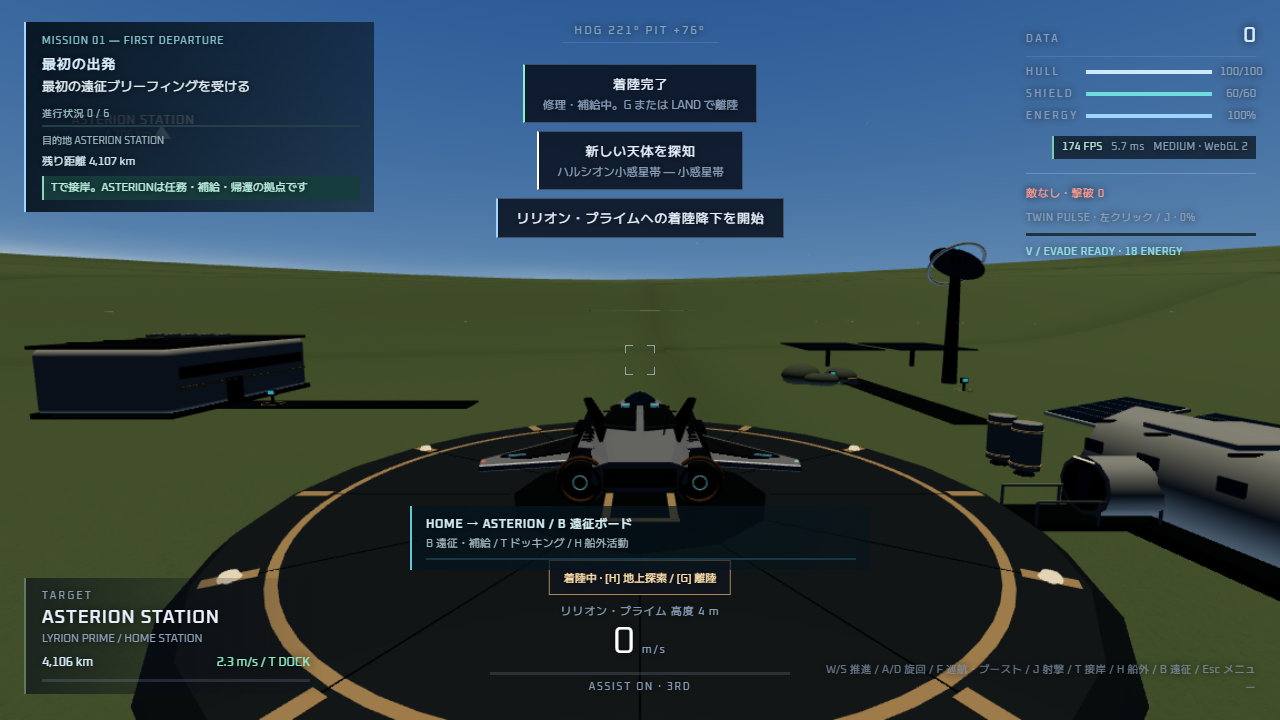 MISSION 01 — FIRST DEPARTURE
最初の出発
最初の遠征ブリーフィングを受ける
進行状況 0 / 6
ASTERION STATION
目的地 ASTERION STATION
残り距離 4,107 km
Tで接岸。ASTERIONは任務・補給・帰還の拠点です
HDG 221° PIT +76°
着陸完了
修理・補給中。G または LAND で離陸
新しい天体を探知
ハルシオン小惑星帯 — 小惑星帯
リリオン・プライムへの着陸降下を開始
DATA 0
HULL 100/100
SHIELD 60/60
ENERGY 100%
174 FPS 5.7 ms MEDIUM · WebGL 2
敵なし · 撃破 0
TWIN PULSE · 左クリック / J · 0%
V / EVADE READY · 18 ENERGY
HOME → ASTERION / B 遠征ボード
B 遠征・補給 / T ドッキング / H 船外活動
着陸中 · [H] 地上探索 / [G] 離陸
リリオン・プライム 高度 4 m
0 m/s
ASSIST ON · 3RD
TARGET
ASTERION STATION
LYRION PRIME / HOME STATION
4,106 km 2.3 m/s / T DOCK
W/S 推進 / A/D 旋回 / F 巡航・ブースト / J 射撃 / T 接岸 / H 船外 / B 遠征 / Esc メニュ
ー